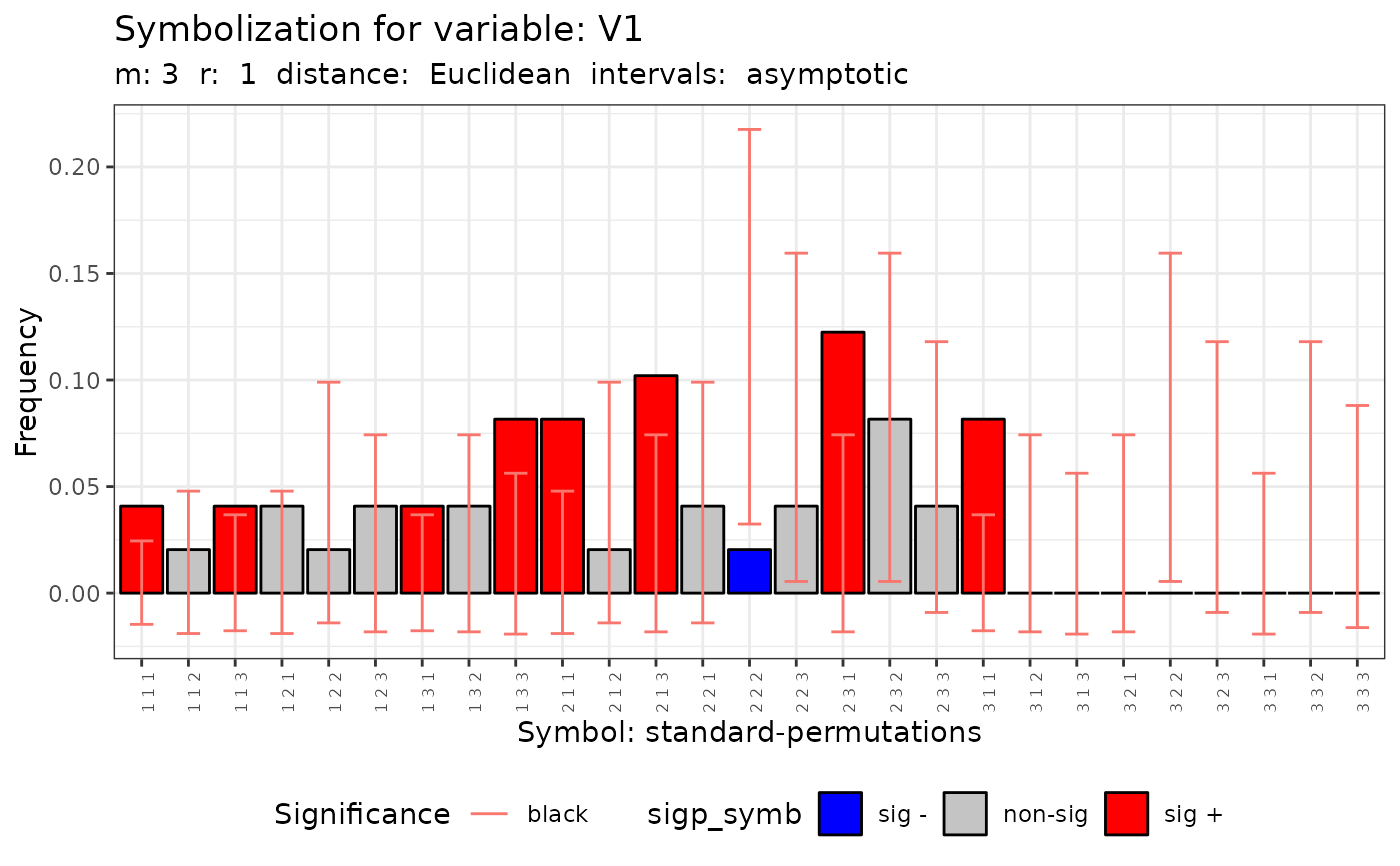 Symbolization for variable: V1
m: 3 r: 1 distance: Euclidean intervals: asymptotic
Frequency
0.20
0.15
0.10
0.05
0.00
1 1 1
1 1 2
1 1 3
1 2 1
1 2 2
1 2 3
1 3 1
1 3 2
1 3 3
2 1 1
2 1 2
2 1 3
2 2 1
2 2 2
2 2 3
2 3 1
2 3 2
2 3 3
3 1 1
3 1 2
3 1 3
3 2 1
3 2 2
3 2 3
3 3 1
3 3 2
3 3 3
Symbol: standard-permutations
Significance black sigp_symb sig - non-sig sig +